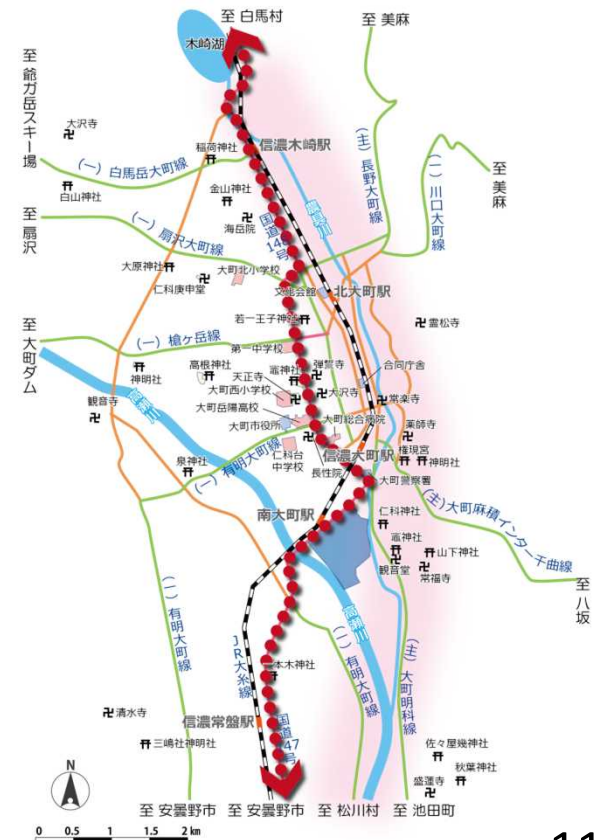 至 白馬村
至 美麻
木崎湖
至 爺ガ岳スキー場
大沢寺
稲荷神社
信濃木崎駅
(主)長野大町線
(一)川口大町線
至 美麻
(一)白馬岳大町線
白山神社
金山神社
海岳院
国道148号
農具川
至 扇沢
(一)扇沢大町線
大原神社
仁科庚申堂
大町北小学校
文化会館
北大町駅
若一王子神社
霊松寺
至 大町ダム
(一)槍ヶ岳線
第一中学校
神明社
高根神社
竈神社
弾誓寺
合同庁舎
天正寺
大町西小学校
大沢寺
常楽寺
観音寺
高瀬川
大町岳陽高校
大町市役所
大町総合病院
薬師寺
権現宮
神明社
泉神社
(一)有明大町線
仁科台中学校
長性院
信濃大町駅
大町警察署
(主)大町麻績インター千曲線
南大町駅
仁科神社
竈神社
山下神社
観音堂
常福寺
至 八坂
(一)有明大町線
JR大糸線
高瀬川
(一)有明大町線
(主)大町明科線
本木神社
清水寺
信濃常盤駅
国道147号
三嶋社神明社
佐々屋幾神社
秋葉神社
盛蓮寺
N
至 安曇野市
至 安曇野市
至 松川村
至 池田町
0 0.5 1 1.5 2 km
11